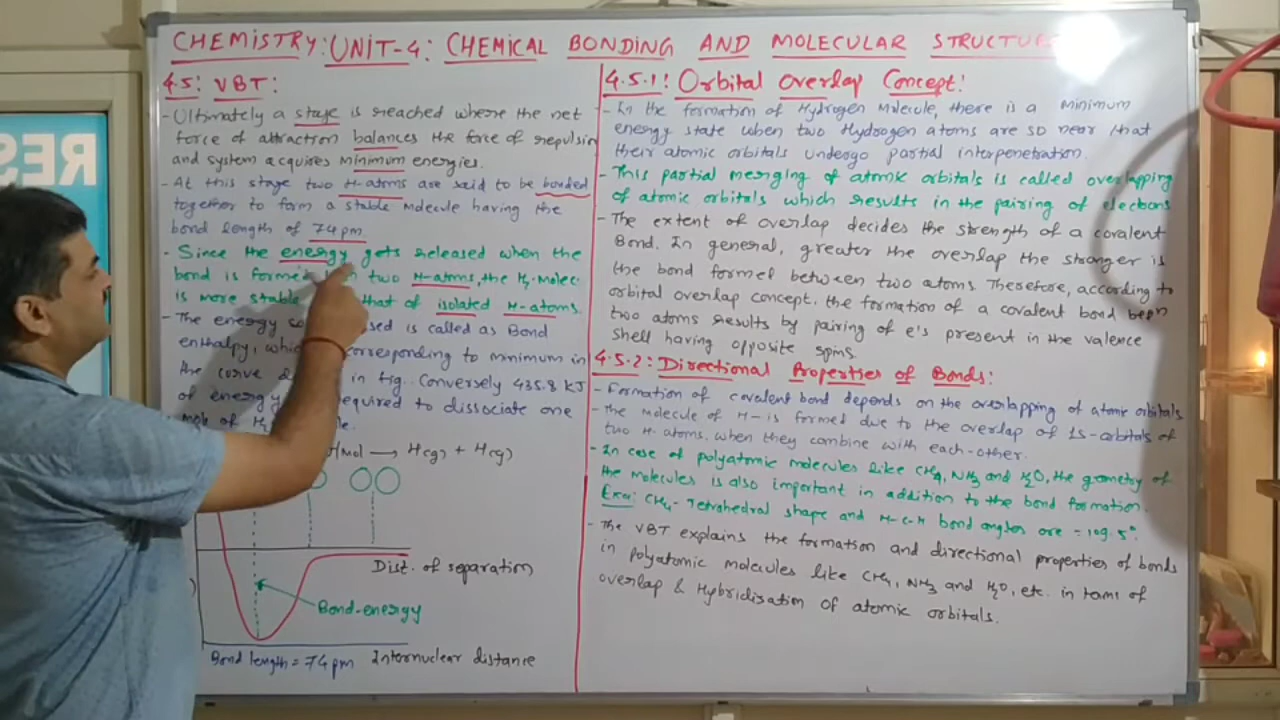 CHEMISTRY: UNIT-4: CHEMICAL BONDING AND MOLECULAR STRUCTUR
4.5: VBT:
- Ultimately a stage is reached where the net
force of attraction balances the force of repulsion
and system acquires minimum energies.
- At this stage two H-atoms are said to be bonded
together to form a stable molecule having the
bond length of 74pm.
- Since the energy gets released when the
bond is formed two H-atoms, the H2-molec
is more stable that of isolated H-atoms.
- The energy so sed is called as Bond
enthalpy, which corresponding to minimum in
the curve in fig. Conversely 435.8 KJ
of energy equired to dissociate one
mole of H
/mol → H(g) + H(g)
Dist. of separation
Bond-energy
Bond length = 74pm Internuclear distance
4.5.1: Orbital Overlap Concept:
- In the formation of Hydrogen Molecule, there is a minimum
energy state when two Hydrogen atoms are so near that
their atomic orbitals undergo partial interpenetration.
- This partial merging of atomic orbitals is called overlapping
of atomic orbitals which results in the pairing of electrons
- The extent of overlap decides the strength of a covalent
Bond. In general, greater the overlap the stronger is
the bond formed between two atoms Therefore, according to
orbital overlap concept, the formation of a covalent bond
two atoms results by pairing of e's present in the valence
shell having opposite spins.
4.5.2: Directional Properties of Bonds:
- Formation of covalent bond depends on the overlapping of atomic orbitals
- The molecule of H- is formed due to the overlap of 1s-orbitals of
two H-atoms, when they combine with each-other.
- In case of polyatomic molecules like CH4, NH3 and H2O, the geometry of
the molecules is also important in addition to the bond formation.
Exa: CH4 - Tetrahedral shape and H-C-H bond angles are = 109.5°
- The VBT explains the formation and directional properties of bonds
in polyatomic molecules like CH4, NH3 and H2O, etc. in terms of
overlap & Hybridisation of atomic orbitals.
RES